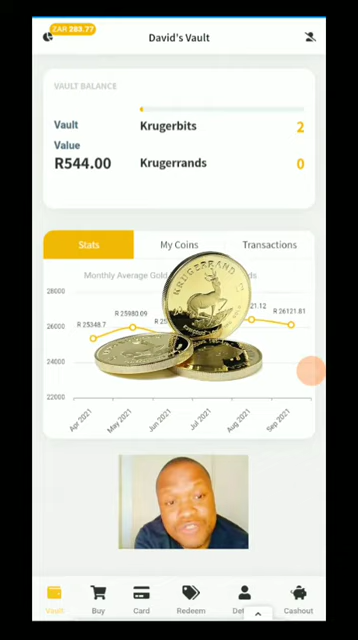 ZAR 283.77
David's Vault
VAULT BALANCE
Vault
Value
R544.00
Krugerbits 2
Krugerrands 0
Stats My Coins Transactions
Monthly Average Gold
28000
26000
24000
22000
R 25348.7
R 25980.09
R 26121.81
KRUGERRAND
Apr 2021
May 2021
Jun 2021
Jul 2021
Aug 2021
Sep 2021
Vault Buy Card Redeem Cashout